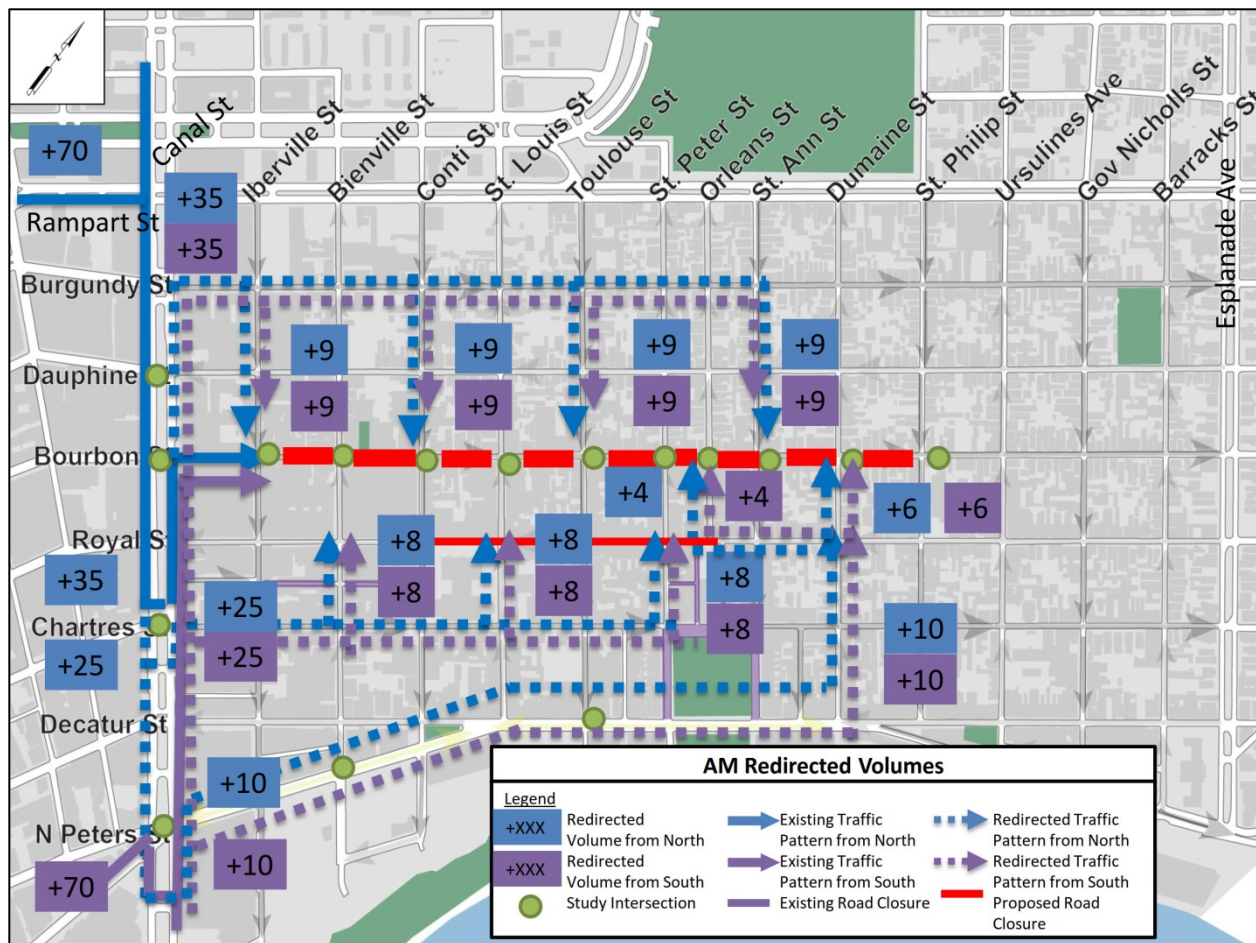 +70
Canal St
Iberville St
Bienville St
Conti St
St. Louis St
Toulouse St
St. Peter St
Orleans St
St. Ann St
Dumaine St
St. Philip St
Ursulines Ave
Gov Nicholls St
Barracks St
Esplanade Ave
Rampart St
+35
+35
Burgundy St
+9
+9
+9
+9
Dauphine St
+9
+9
+9
+9
Bourbon St
+4
+4
+6
+6
Royal St
+8
+8
+35
+8
+8
+8
+25
Chartres St
+8
+10
+25
+25
+10
Decatur St
+10
N Peters St
+10
+70
AM Redirected Volumes
Legend
+XXX
Redirected
Volume from North
Existing Traffic
Pattern from North
Redirected Traffic
Pattern from North
+XXX
Redirected
Volume from South
Existing Traffic
Pattern from South
Redirected Traffic
Pattern from South
Study Intersection
Existing Road Closure
Proposed Road
Closure